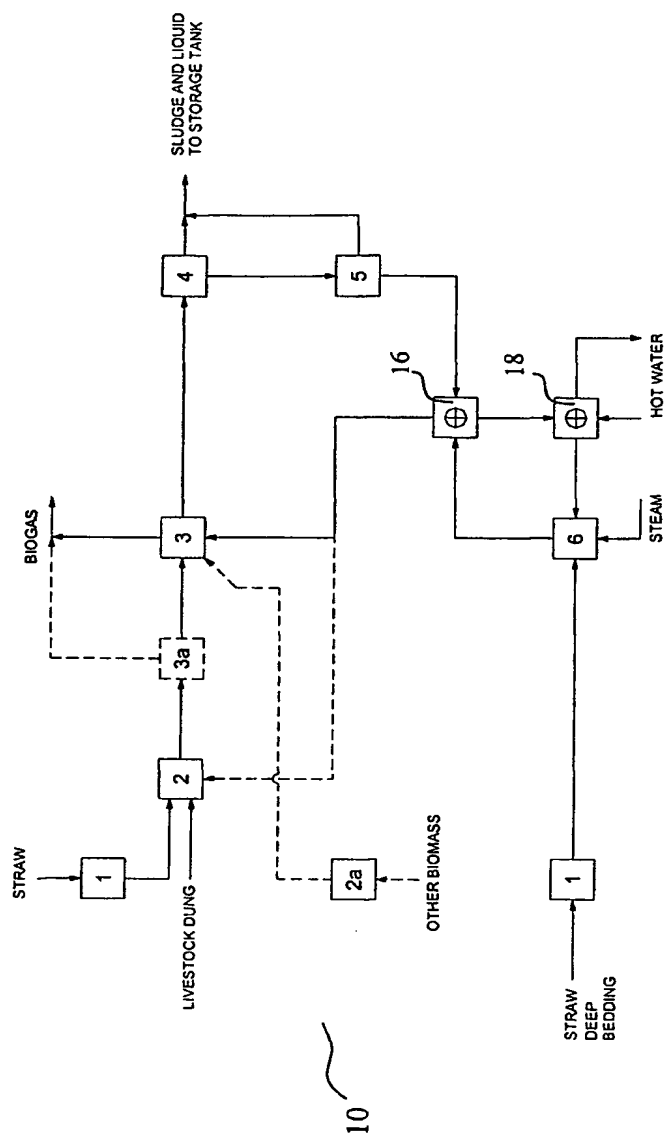 SLUDGE AND LIQUID
TO STORAGE TANK
4
5
16
18
HOT WATER
BIOGAS
3
6
STEAM
3a
2
STRAW
1
LIVESTOCK DUNG
2a
OTHER BIOMASS
1
STRAW
DEEP
BEDDING
10